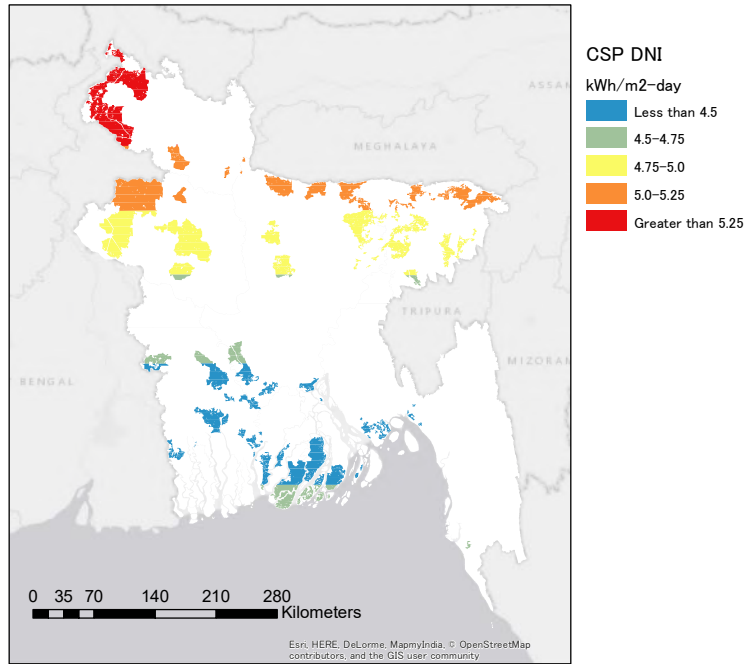 CSP DNI
kWh/m2-day
Less than 4.5
4.5-4.75
4.75-5.0
5.0-5.25
Greater than 5.25
ASSAM
MEGHALAYA
TRIPURA
MIZORAM
BENGAL
0 35 70 140 210 280
Kilometers
Esri, HERE, DeLorme, MapmyIndia, © OpenStreetMap
contributors, and the GIS user community